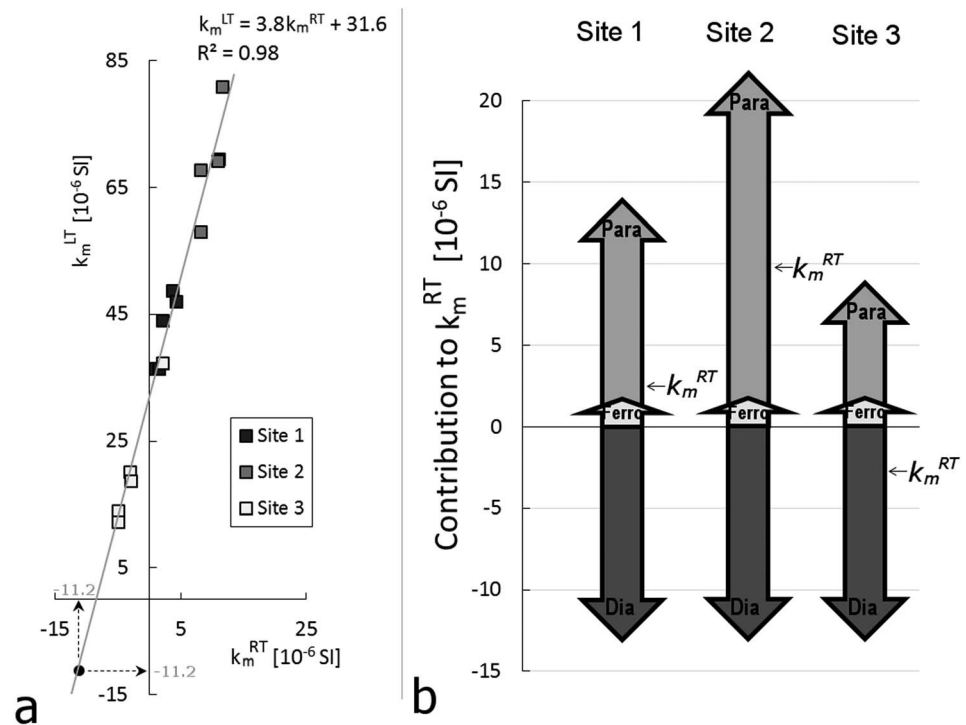 k_m^LT = 3.8k_m^RT + 31.6
R² = 0.98
85
65
45
25
5
-15
k_m^LT [10⁻⁶ SI]
Site 1
Site 2
Site 3
-11.2
-15
5
25
k_m^RT [10⁻⁶ SI]
-11.2
a
Site 1
Site 2
Site 3
Contribution to k_m^RT [10⁻⁶ SI]
20
15
10
5
0
-5
-10
-15
Para
Para
Para
←k_m^RT
←k_m^RT
←k_m^RT
Ferro
Ferro
Ferro
Dia
Dia
Dia
b